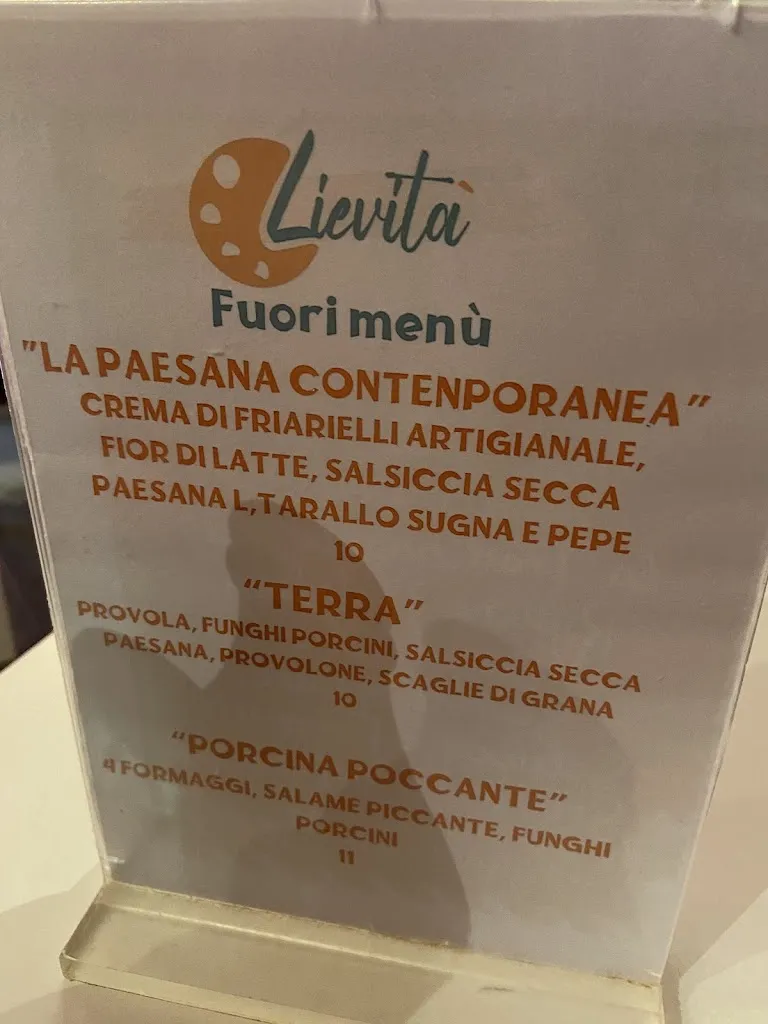 Lievità
Fuori menù
"LA PAESANA CONTENPORANEA"
CREMA DI FRIARIELLI ARTIGIANALE,
FIOR DI LATTE, SALSICCIA SECCA
PAESANA L,TARALLO SUGNA E PEPE
10
"TERRA"
PROVOLA, FUNGHI PORCINI, SALSICCIA SECCA
PAESANA, PROVOLONE, SCAGLIE DI GRANA
10
"PORCINA POCCANTE"
4 FORMAGGI, SALAME PICCANTE, FUNGHI
PORCINI
11